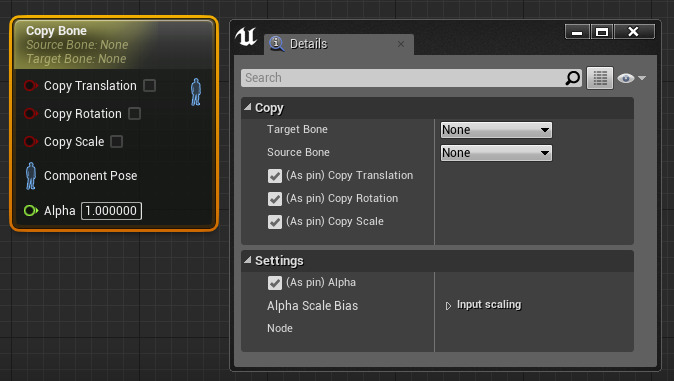 Copy Bone
Source Bone: None
Target Bone: None
Copy Translation
Copy Rotation
Copy Scale
Component Pose
Alpha 1.000000
Details
Search
Copy
Target Bone None
Source Bone None
(As pin) Copy Translation
(As pin) Copy Rotation
(As pin) Copy Scale
Settings
(As pin) Alpha
Alpha Scale Bias Input scaling
Node